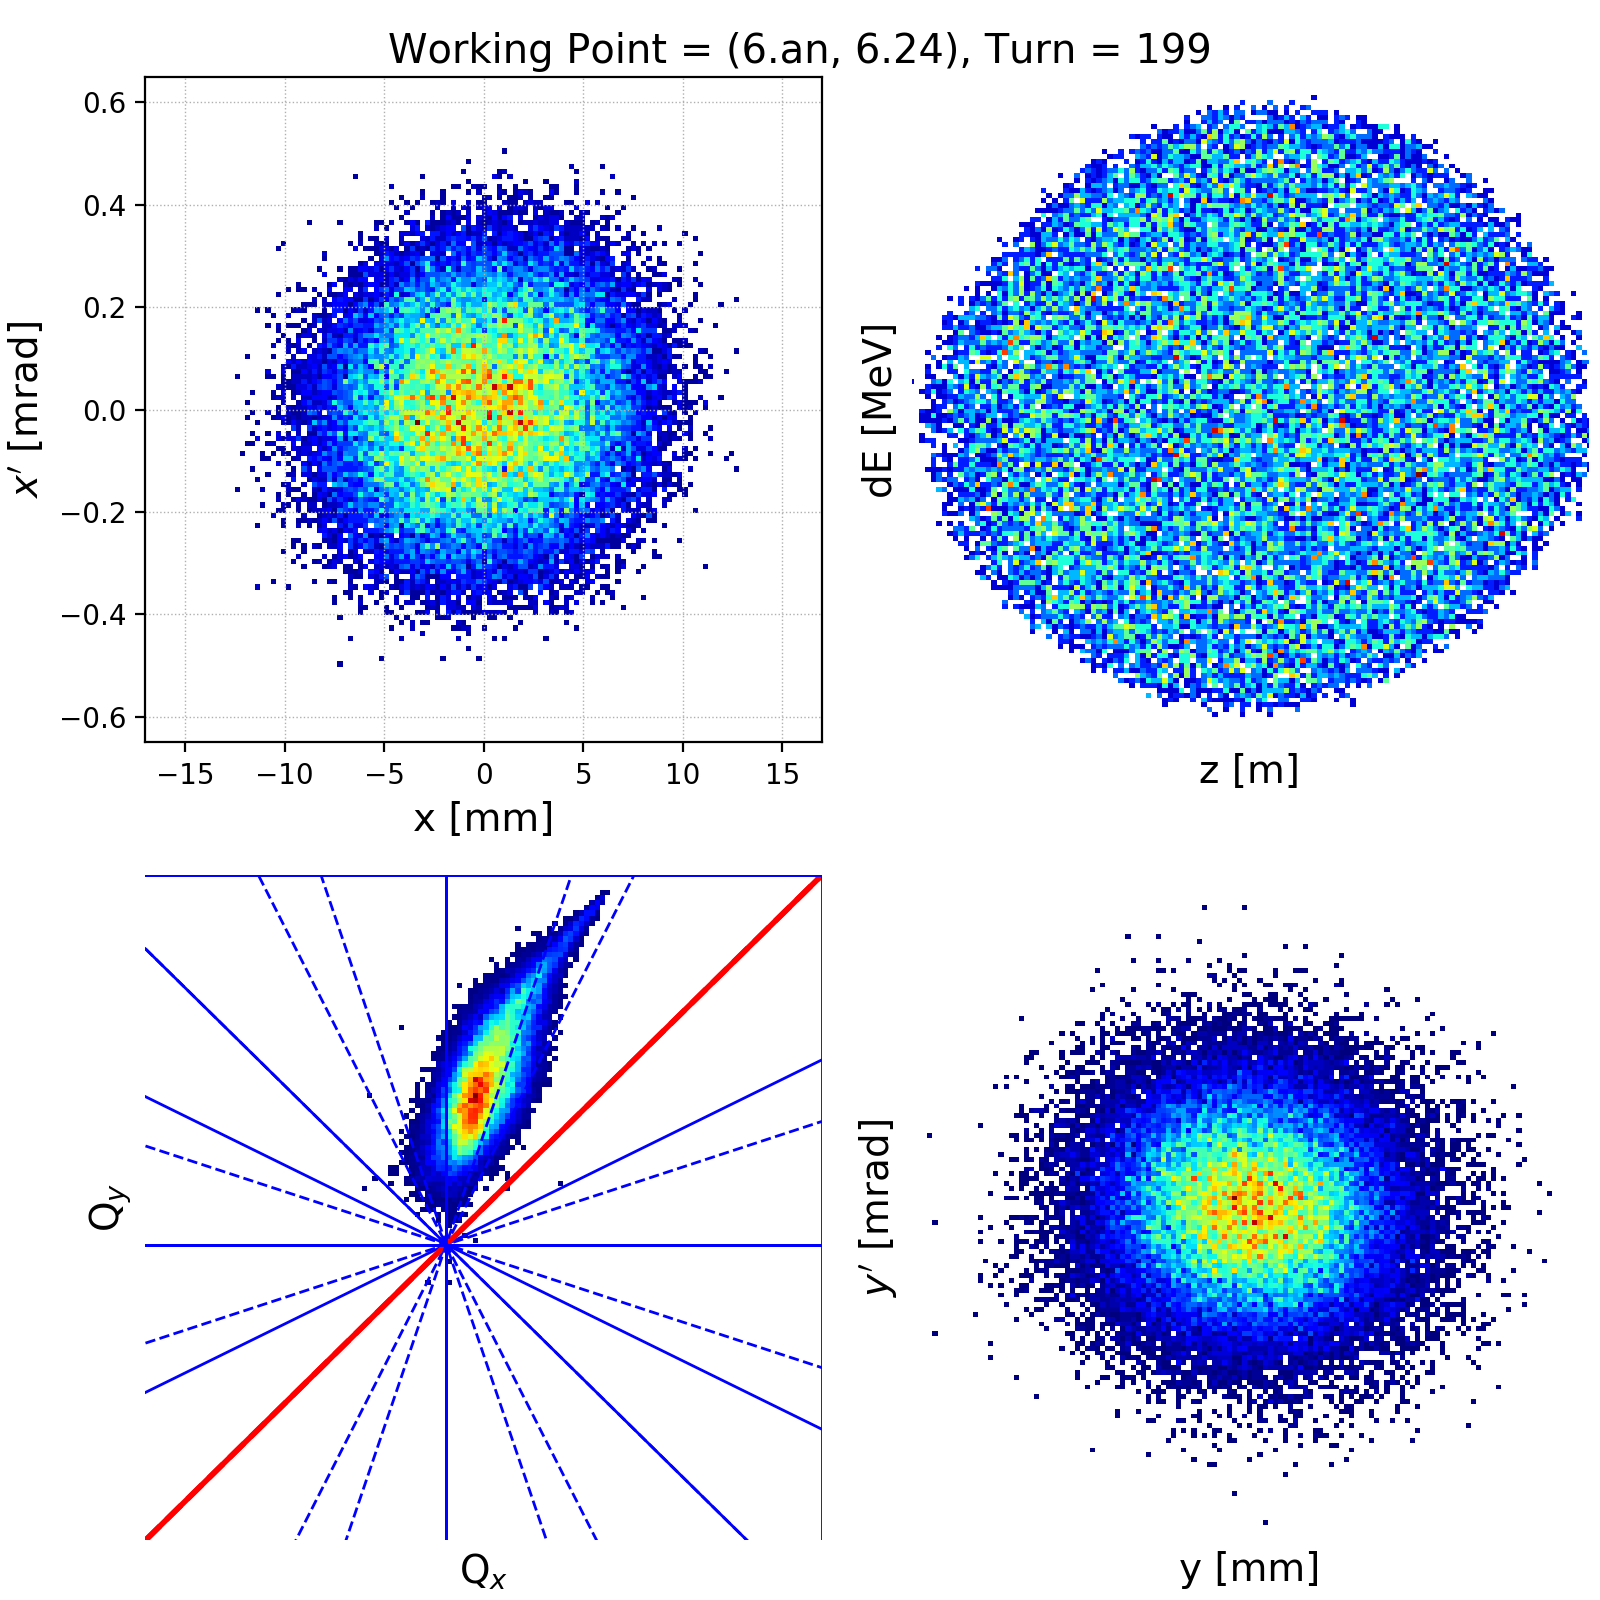 Working Point = (6.an, 6.24), Turn = 199
0.6
0.4
0.2
0.0
−0.2
−0.4
−0.6
x′ [mrad]
−15 −10 −5 0 5 10 15
x [mm]
dE [MeV]
z [m]
Qy
Qx
y′ [mrad]
y [mm]